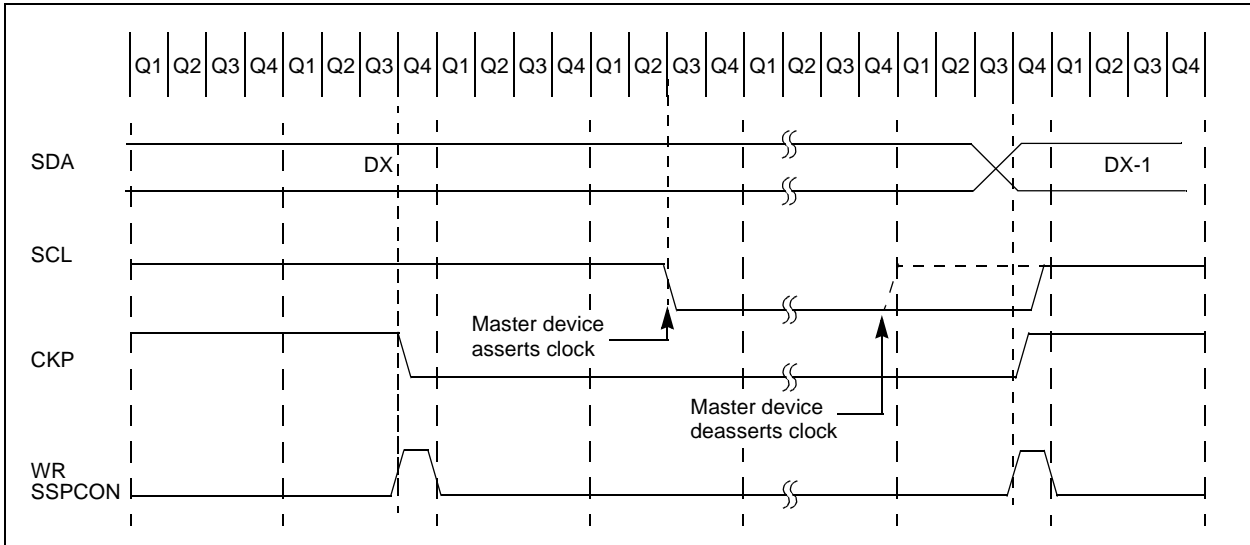 Q1 Q2 Q3 Q4 Q1 Q2 Q3 Q4 Q1 Q2 Q3 Q4 Q1 Q2 Q3 Q4 Q1 Q2 Q3 Q4 Q1 Q2 Q3 Q4 Q1 Q2 Q3 Q4
SDA
DX
DX-1
SCL
Master device
asserts clock
CKP
Master device
deasserts clock
WR
SSPCON